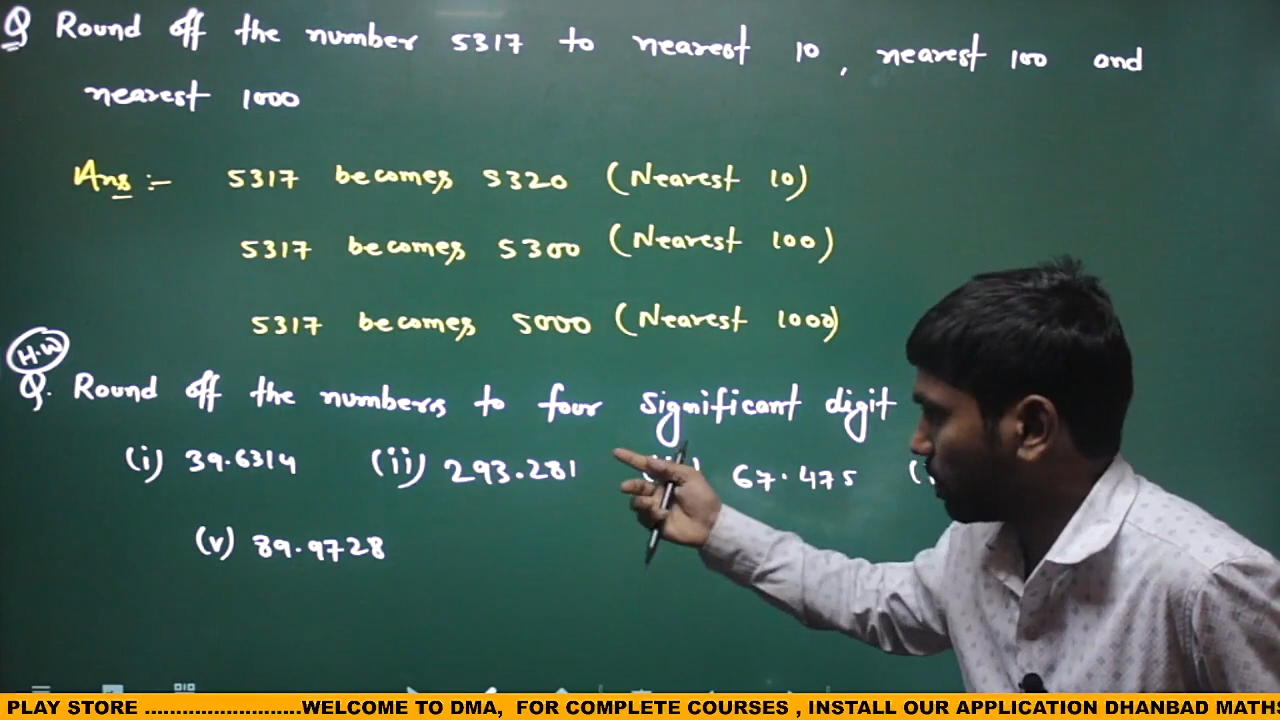 Q Round off the number 5317 to nearest 10, nearest 100 and
nearest 1000
Ans :- 5317 becomes 5320 (Nearest 10)
5317 becomes 5300 (Nearest 100)
5317 becomes 5000 (Nearest 1000)
H.W
Q. Round off the numbers to four significant digit
(i) 39.6314 (ii) 293.281 67.475
(v) 89.9728
PLAY STORE ........................WELCOME TO DMA, FOR COMPLETE COURSES , INSTALL OUR APPLICATION DHANBAD MATHS